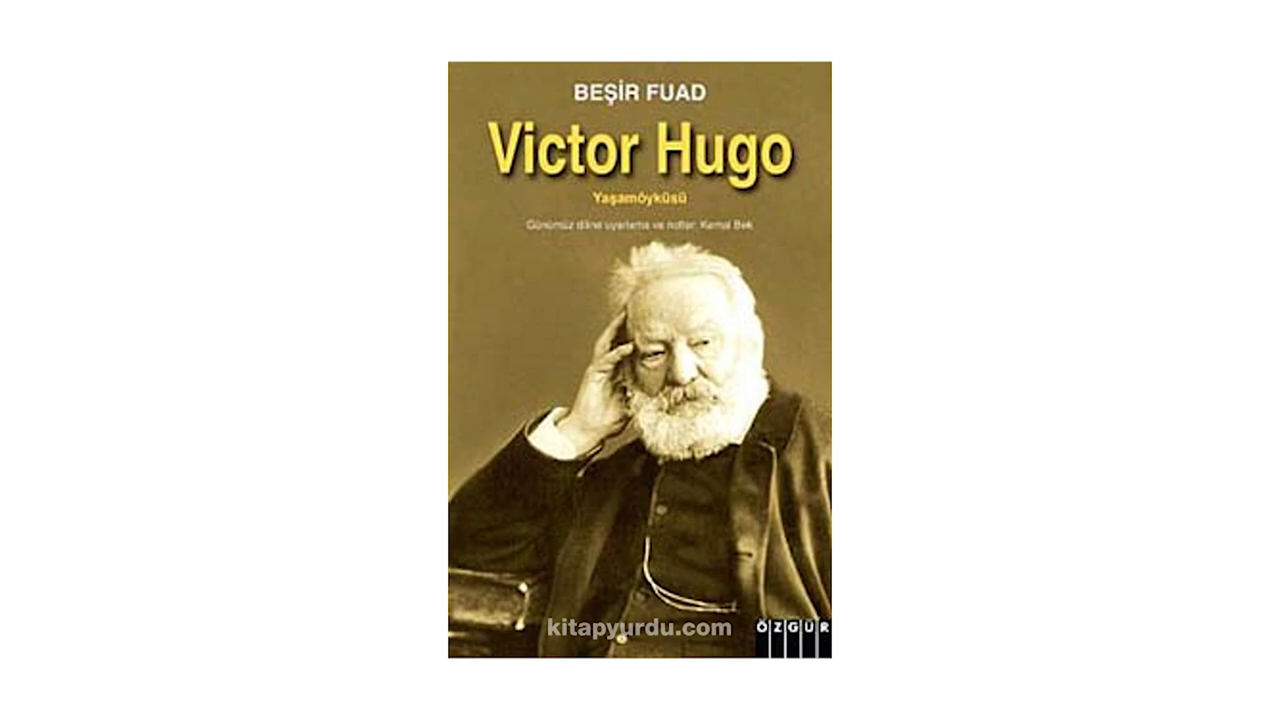 BEŞİR FUAD
Victor Hugo
Yaşamöyküsü
Günümüz diline uyarlama ve notlar: Kemal Bek
kitapyurdu.com
ÖZGÜR